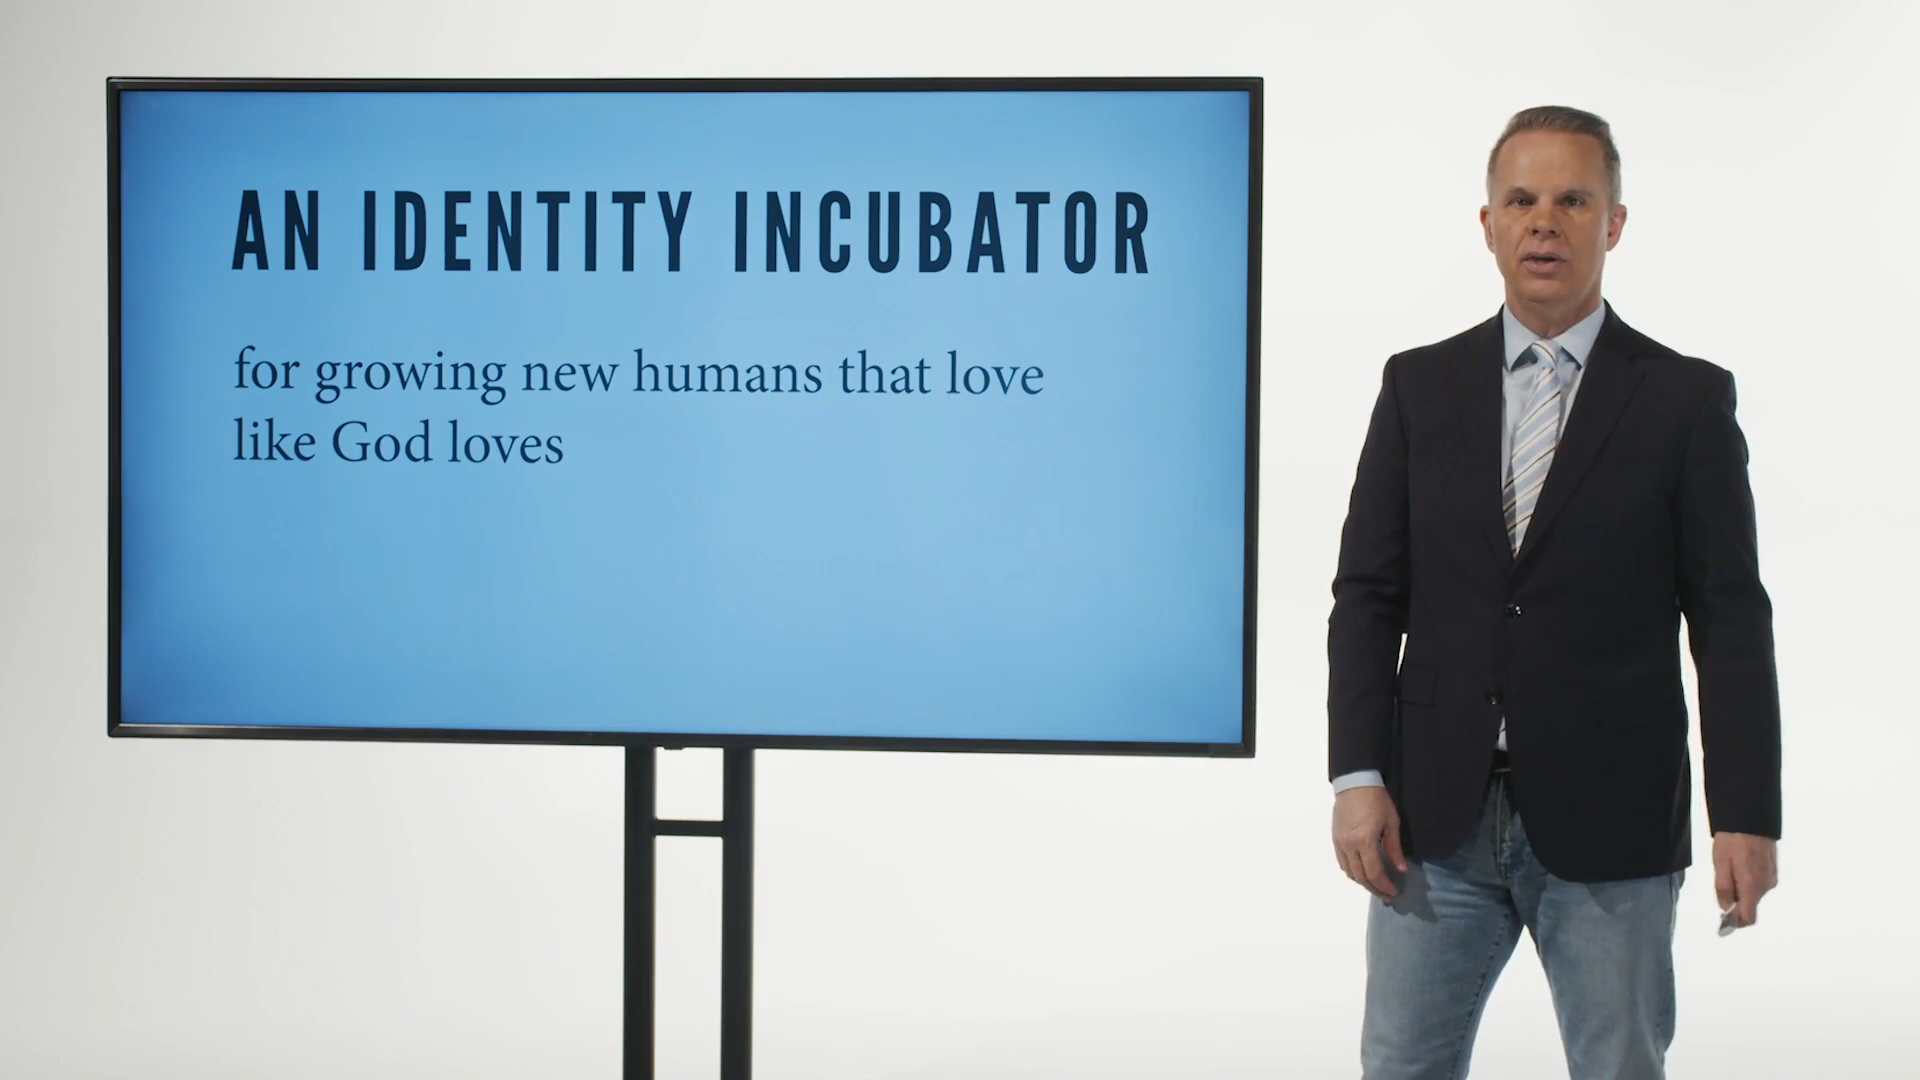 AN IDENTITY INCUBATOR
for growing new humans that love
like God loves